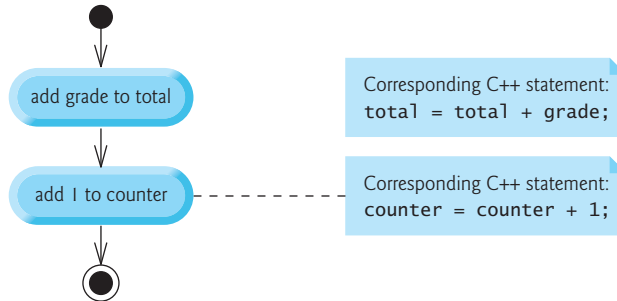 add grade to total
Corresponding C++ statement:
total = total + grade;
add 1 to counter
Corresponding C++ statement:
counter = counter + 1;